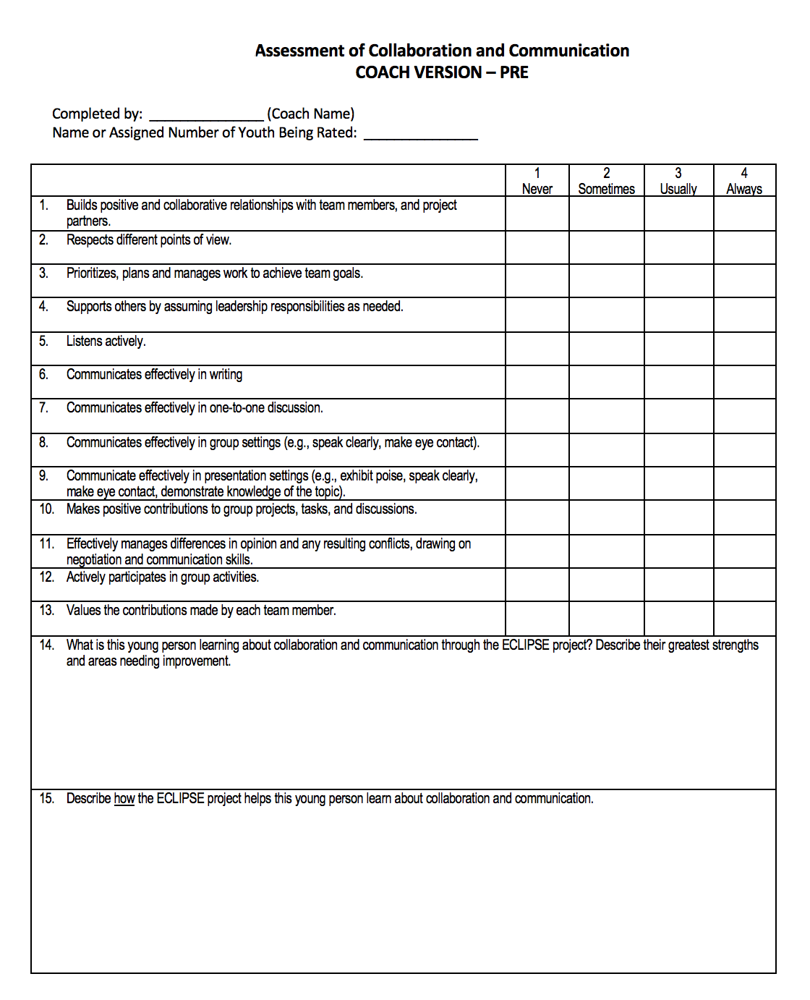 Assessment of Collaboration and Communication
COACH VERSION – PRE
Completed by: _______________ (Coach Name)
Name or Assigned Number of Youth Being Rated: _______________
1 2 3 4
Never Sometimes Usually Always
1. Builds positive and collaborative relationships with team members, and project
partners.
2. Respects different points of view.
3. Prioritizes, plans and manages work to achieve team goals.
4. Supports others by assuming leadership responsibilities as needed.
5. Listens actively.
6. Communicates effectively in writing
7. Communicates effectively in one-to-one discussion.
8. Communicates effectively in group settings (e.g., speak clearly, make eye contact).
9. Communicate effectively in presentation settings (e.g., exhibit poise, speak clearly,
make eye contact, demonstrate knowledge of the topic).
10. Makes positive contributions to group projects, tasks, and discussions.
11. Effectively manages differences in opinion and any resulting conflicts, drawing on
negotiation and communication skills.
12. Actively participates in group activities.
13. Values the contributions made by each team member.
14. What is this young person learning about collaboration and communication through the ECLIPSE project? Describe their greatest strengths
and areas needing improvement.
15. Describe how the ECLIPSE project helps this young person learn about collaboration and communication.